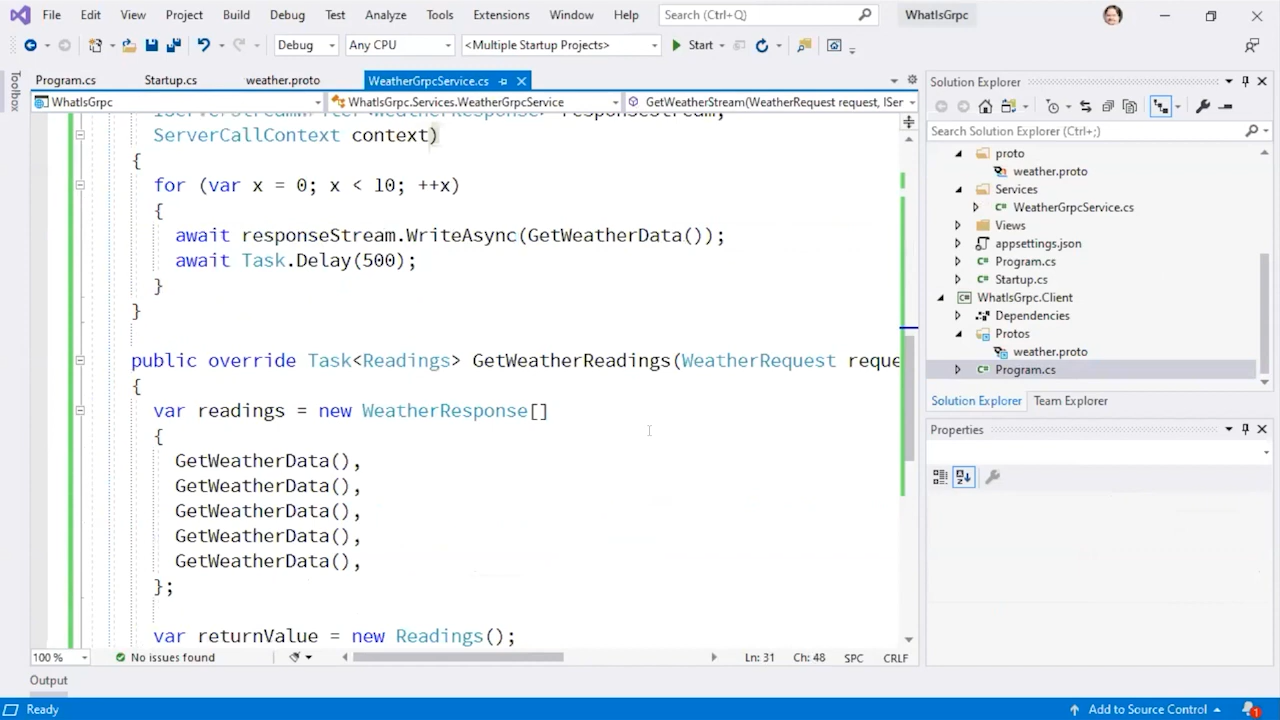 File Edit View Project Build Debug Test Analyze Tools Extensions Window Help Search (Ctrl+Q) WhatIsGrpc
Debug Any CPU <Multiple Startup Projects> Start
Toolbox
Program.cs Startup.cs weather.proto WeatherGrpcService.cs
WhatIsGrpc WhatIsGrpc.Services.WeatherGrpcService GetWeatherStream(WeatherRequest request, ISer
ServerCallContext context)
{
for (var x = 0; x < 10; ++x)
{
await responseStream.WriteAsync(GetWeatherData());
await Task.Delay(500);
}
}
public override Task<Readings> GetWeatherReadings(WeatherRequest reque
{
var readings = new WeatherResponse[]
{
GetWeatherData(),
GetWeatherData(),
GetWeatherData(),
GetWeatherData(),
GetWeatherData(),
};
var returnValue = new Readings();
100 % No issues found Ln: 31 Ch: 48 SPC CRLF
Output
Ready
Solution Explorer
Search Solution Explorer (Ctrl+;)
proto
weather.proto
Services
WeatherGrpcService.cs
Views
appsettings.json
Program.cs
Startup.cs
WhatIsGrpc.Client
Dependencies
Protos
weather.proto
Program.cs
Solution Explorer Team Explorer
Properties
Add to Source Control 1